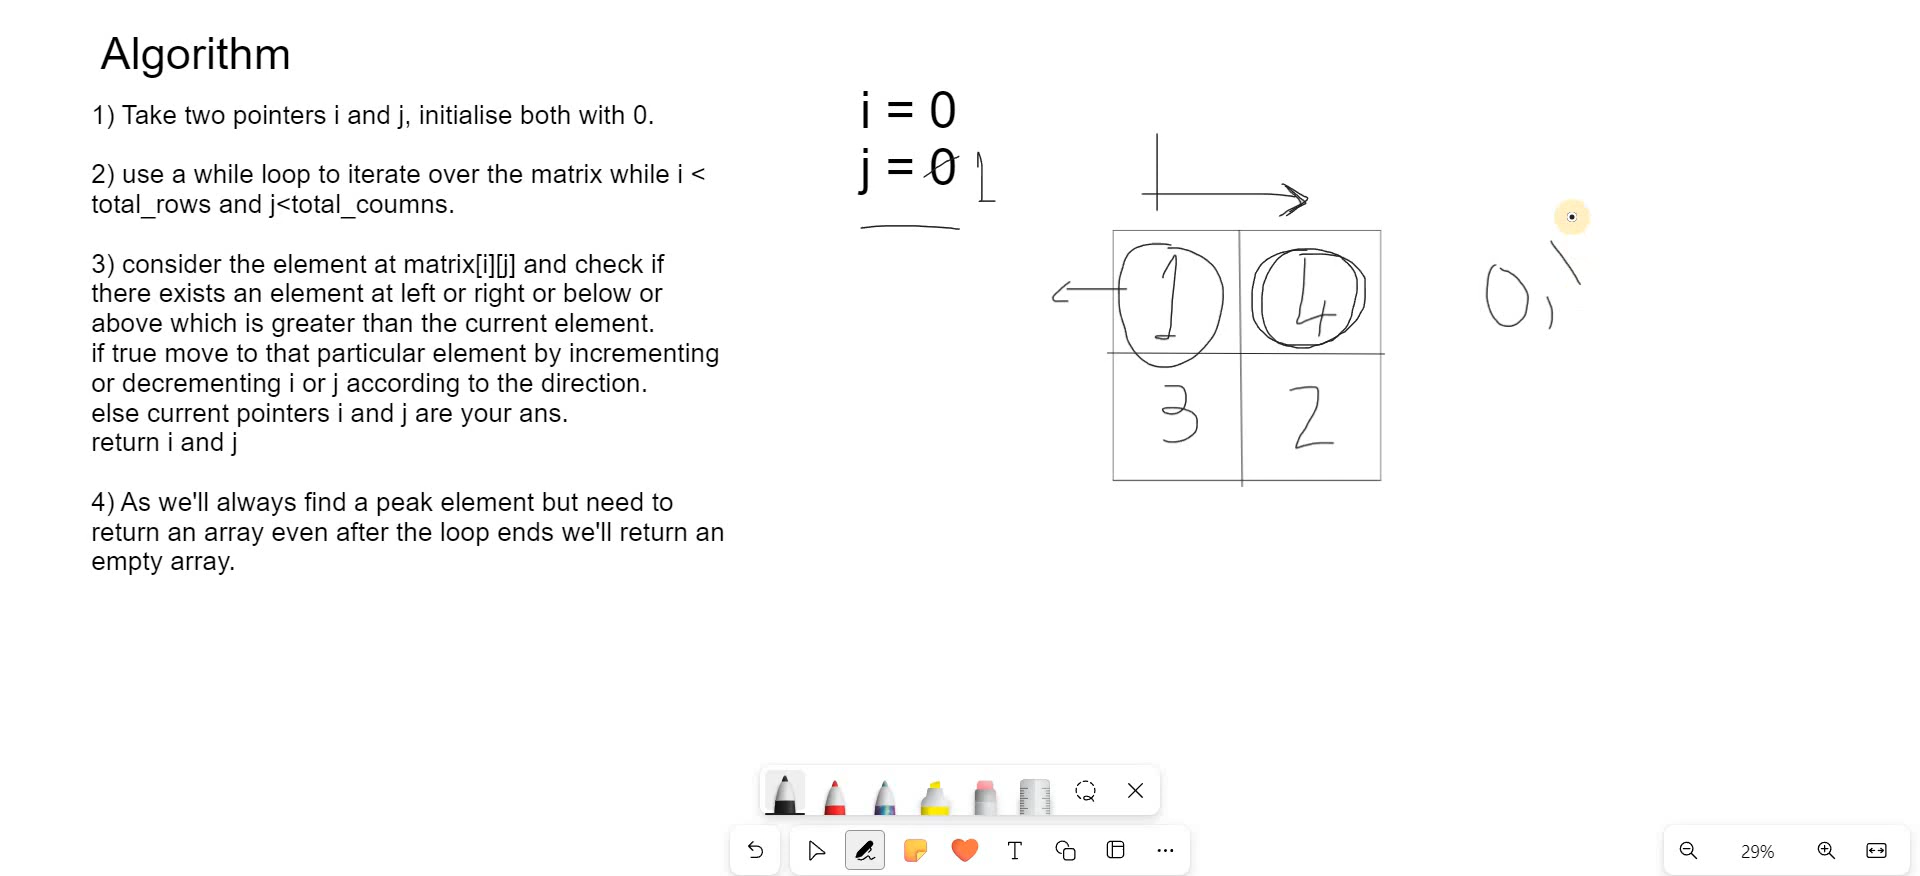 Algorithm
1) Take two pointers i and j, initialise both with 0.
2) use a while loop to iterate over the matrix while i <
total_rows and j<total_coumns.
3) consider the element at matrix[i][j] and check if
there exists an element at left or right or below or
above which is greater than the current element.
if true move to that particular element by incrementing
or decrementing i or j according to the direction.
else current pointers i and j are your ans.
return i and j
4) As we'll always find a peak element but need to
return an array even after the loop ends we'll return an
empty array.
i = 0
j = 0 1
1 4
3 2
0,
29%